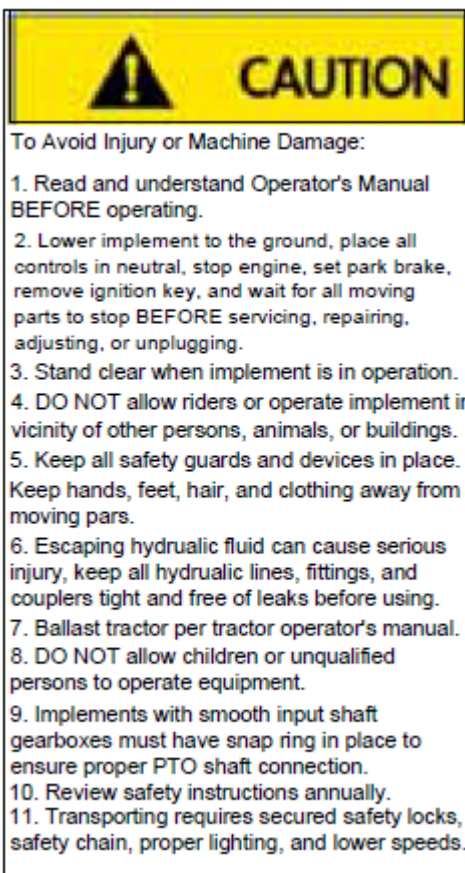 CAUTION
To Avoid Injury or Machine Damage:
1. Read and understand Operator's Manual
BEFORE operating.
2. Lower implement to the ground, place all
controls in neutral, stop engine, set park brake,
remove ignition key, and wait for all moving
parts to stop BEFORE servicing, repairing,
adjusting, or unplugging.
3. Stand clear when implement is in operation.
4. DO NOT allow riders or operate implement in
vicinity of other persons, animals, or buildings.
5. Keep all safety guards and devices in place.
Keep hands, feet, hair, and clothing away from
moving pars.
6. Escaping hydrualic fluid can cause serious
injury, keep all hydrualic lines, fittings, and
couplers tight and free of leaks before using.
7. Ballast tractor per tractor operator's manual.
8. DO NOT allow children or unqualified
persons to operate equipment.
9. Implements with smooth input shaft
gearboxes must have snap ring in place to
ensure proper PTO shaft connection.
10. Review safety instructions annually.
11. Transporting requires secured safety locks,
safety chain, proper lighting, and lower speeds.